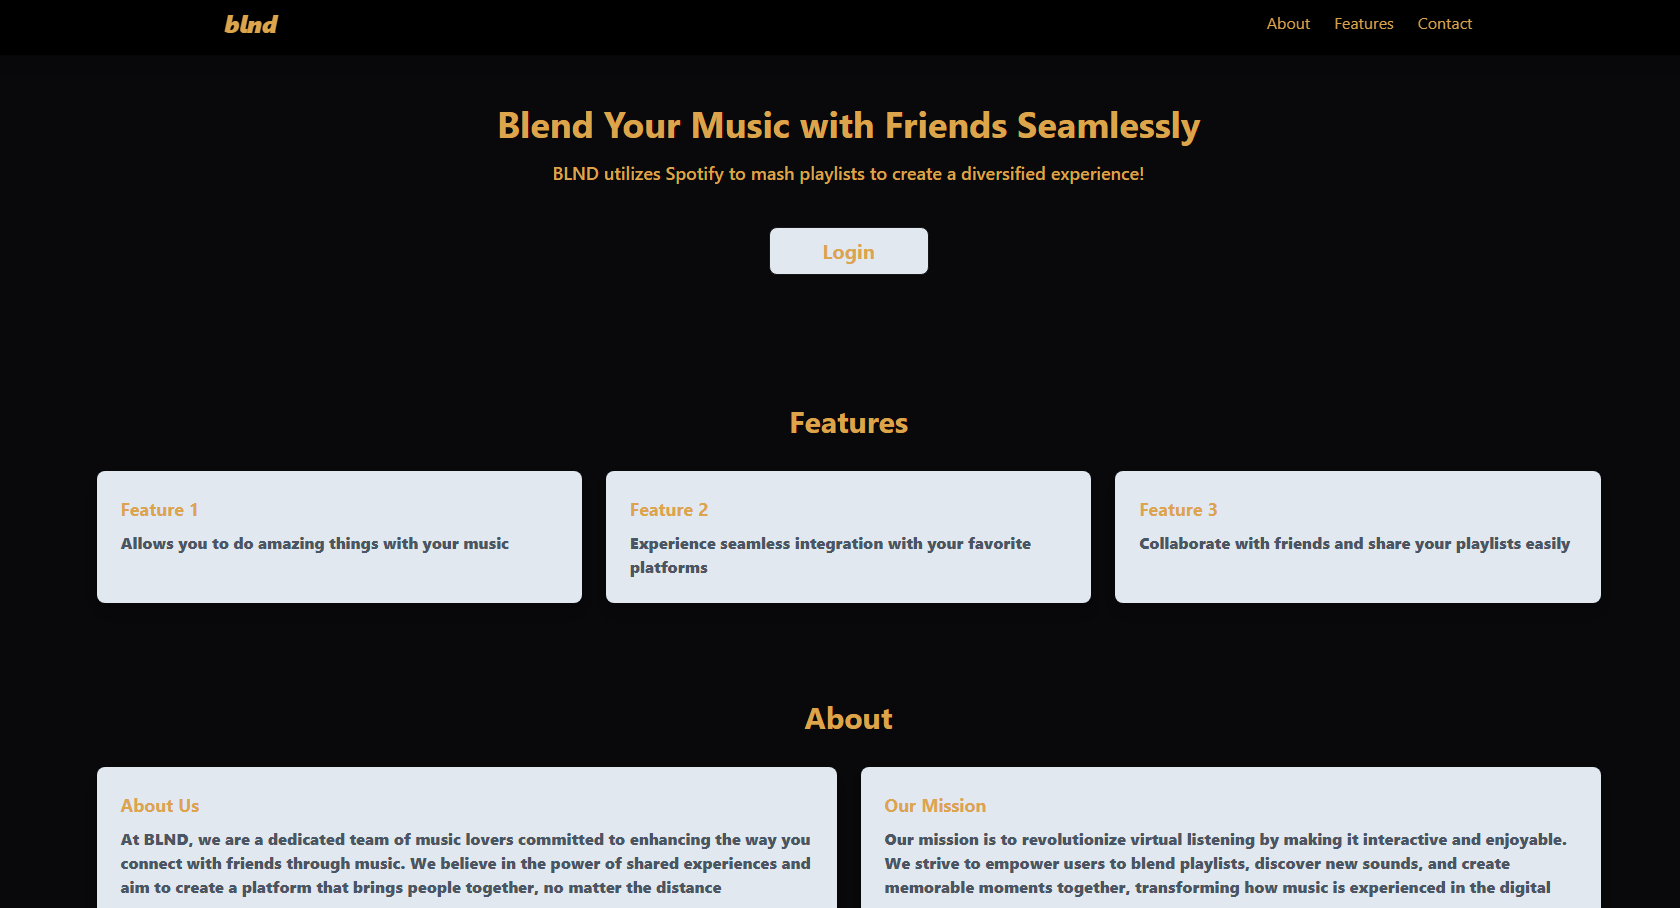 blnd
About Features Contact
Blend Your Music with Friends Seamlessly
BLND utilizes Spotify to mash playlists to create a diversified experience!
Login
Features
Feature 1
Allows you to do amazing things with your music
Feature 2
Experience seamless integration with your favorite
platforms
Feature 3
Collaborate with friends and share your playlists easily
About
About Us
At BLND, we are a dedicated team of music lovers committed to enhancing the way you
connect with friends through music. We believe in the power of shared experiences and
aim to create a platform that brings people together, no matter the distance
Our Mission
Our mission is to revolutionize virtual listening by making it interactive and enjoyable.
We strive to empower users to blend playlists, discover new sounds, and create
memorable moments together, transforming how music is experienced in the digital